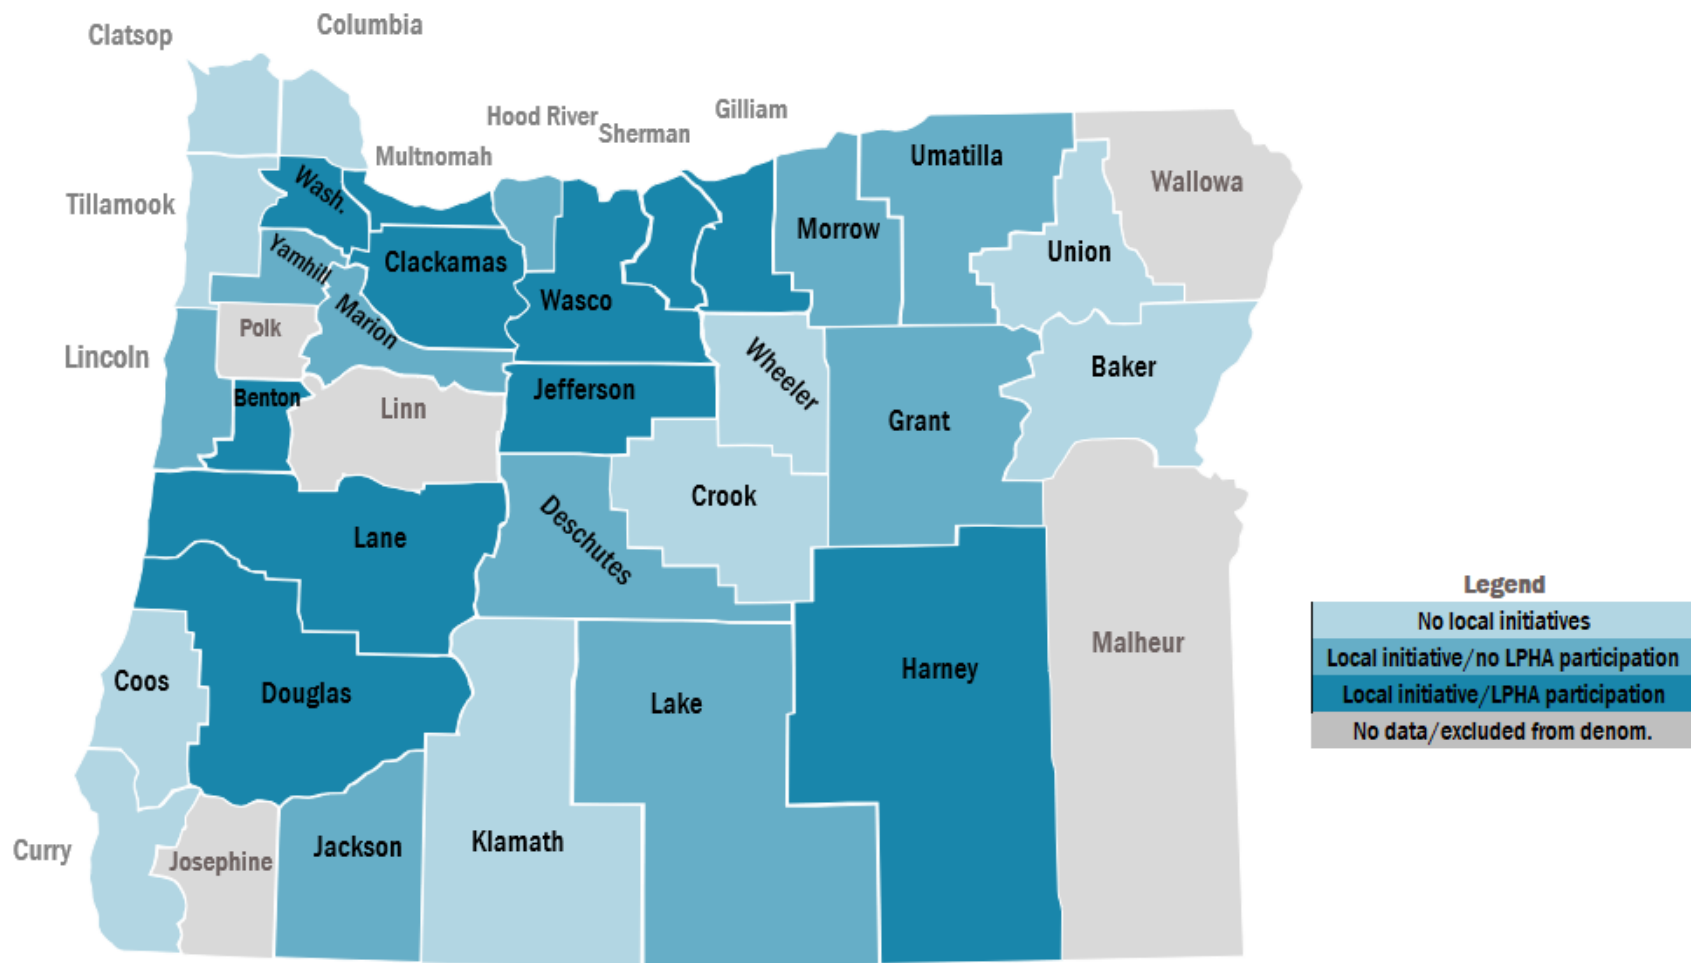 Columbia
Clatsop
Gilliam
Hood River
Sherman
Multnomah
Umatilla
Wash.
Wallowa
Tillamook
Morrow
Union
Yamhill
Clackamas
Wasco
Marion
Polk
Lincoln
Wheeler
Baker
Jefferson
Benton
Linn
Grant
Crook
Lane
Deschutes
Legend
No local initiatives
Local initiative/no LPHA participation
Local initiative/LPHA participation
No data/excluded from denom.
Malheur
Harney
Coos
Douglas
Lake
Klamath
Jackson
Curry
Josephine